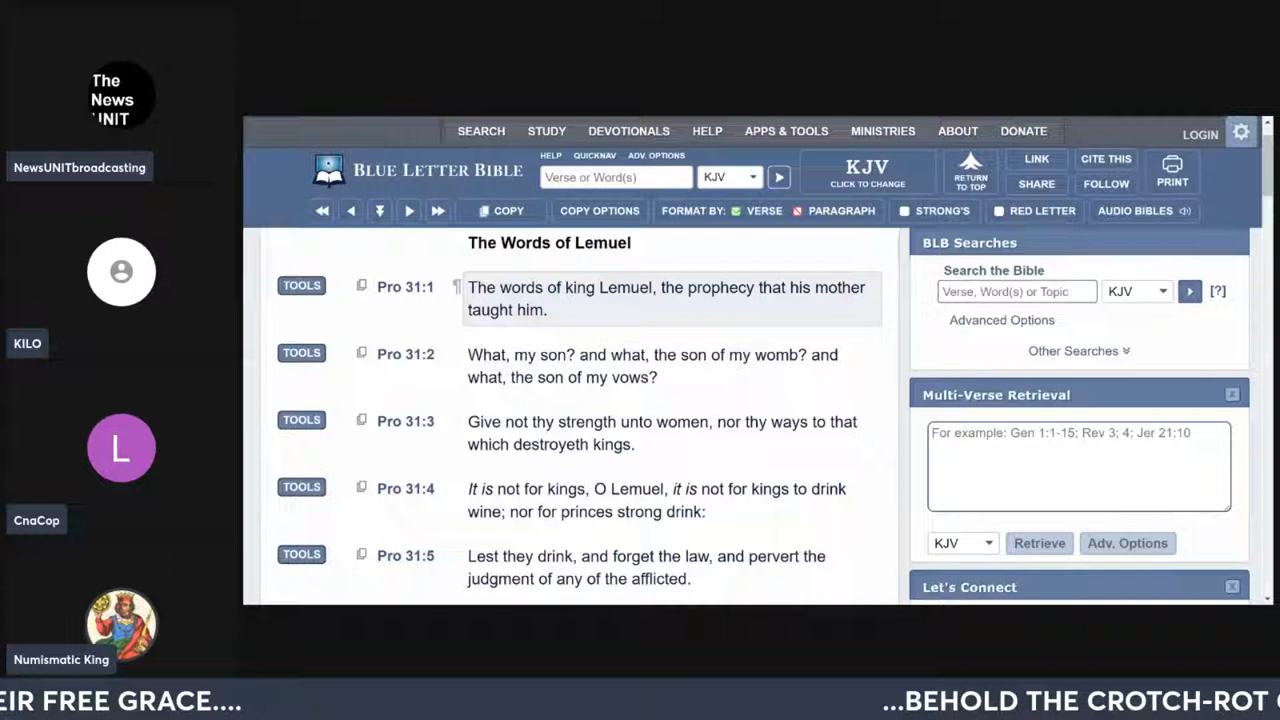 The
News
UNIT
NewsUNITbroadcasting
KILO
L
CnaCop
Numismatic King
SEARCH STUDY DEVOTIONALS HELP APPS & TOOLS MINISTRIES ABOUT DONATE
LOGIN
BLUE LETTER BIBLE
HELP QUICKNAV ADV. OPTIONS
Verse or Word(s) KJV
KJV
CLICK TO CHANGE
RETURN
TO TOP
LINK CITE THIS
SHARE FOLLOW
PRINT
COPY COPY OPTIONS FORMAT BY: VERSE PARAGRAPH STRONG'S RED LETTER AUDIO BIBLES
The Words of Lemuel
TOOLS Pro 31:1 ¶ The words of king Lemuel, the prophecy that his mother
taught him.
TOOLS Pro 31:2 What, my son? and what, the son of my womb? and
what, the son of my vows?
TOOLS Pro 31:3 Give not thy strength unto women, nor thy ways to that
which destroyeth kings.
TOOLS Pro 31:4 It is not for kings, O Lemuel, it is not for kings to drink
wine; nor for princes strong drink:
TOOLS Pro 31:5 Lest they drink, and forget the law, and pervert the
judgment of any of the afflicted.
BLB Searches
Search the Bible
Verse, Word(s) or Topic KJV [?]
Advanced Options
Other Searches
Multi-Verse Retrieval
For example: Gen 1:1-15; Rev 3; 4; Jer 21:10
KJV Retrieve Adv. Options
Let's Connect
EIR FREE GRACE.... ...BEHOLD THE CROTCH-ROT